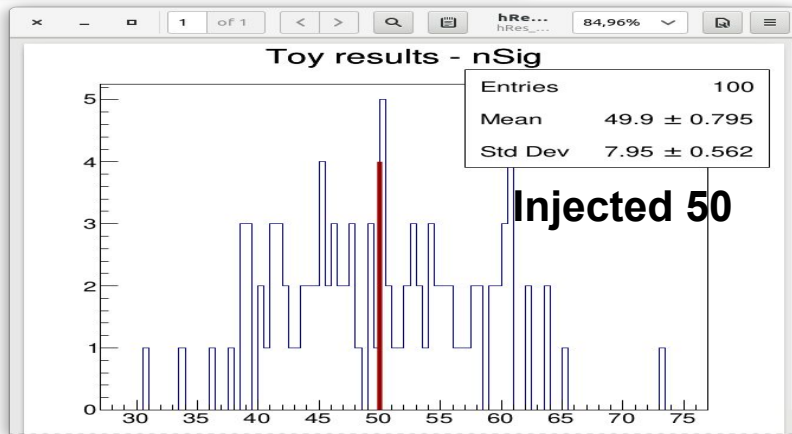 1 of 1 < > hRe... 84,96%
hRes_...
Toy results - nSig
Entries 100
Mean 49.9 ± 0.795
Std Dev 7.95 ± 0.562
Injected 50
5
4
3
2
1
0
30 35 40 45 50 55 60 65 70 75